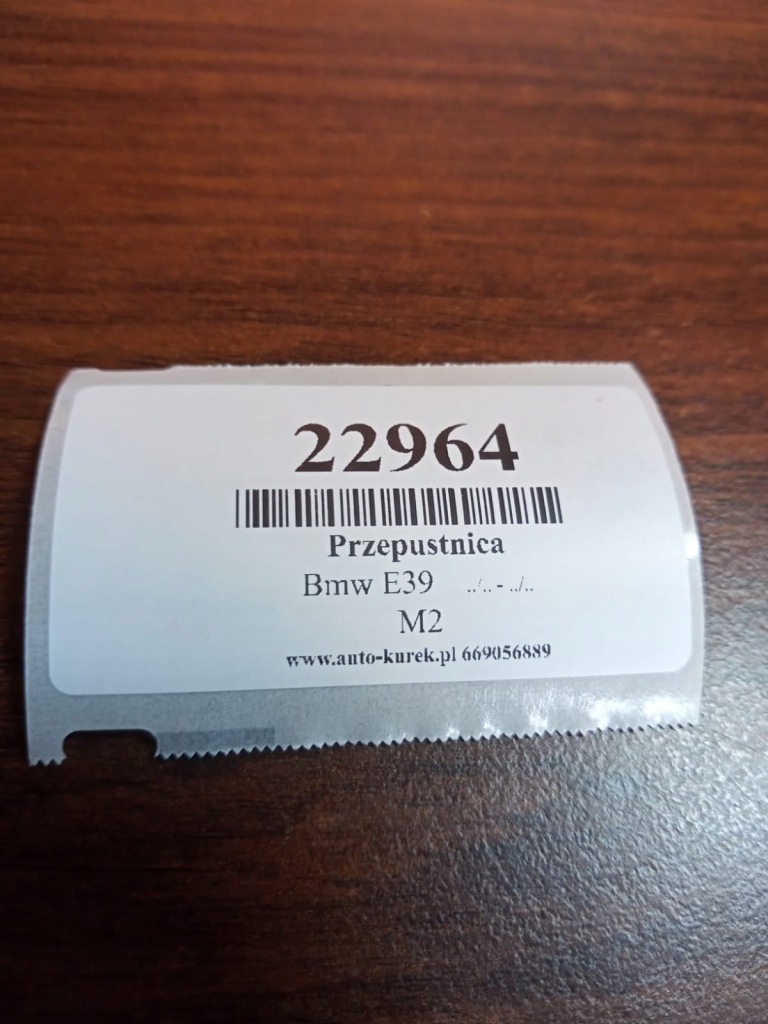 22964
Przepustnica
Bmw E39 ../.. - ../..
M2
www.auto-kurek.pl 669056889